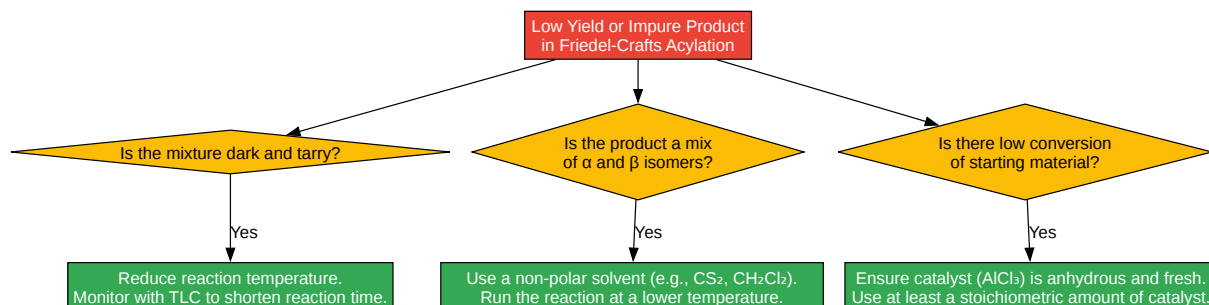 Low Yield or Impure Product
in Friedel-Crafts Acylation
Is the mixture dark and tarry?
Is the product a mix
of α and β isomers?
Is there low conversion
of starting material?
Yes
Yes
Yes
Reduce reaction temperature.
Monitor with TLC to shorten reaction time.
Use a non-polar solvent (e.g., CS₂, CH₂Cl₂).
Run the reaction at a lower temperature.
Ensure catalyst (AlCl₃) is anhydrous and fresh.
Use at least a stoichiometric amount of catalyst.